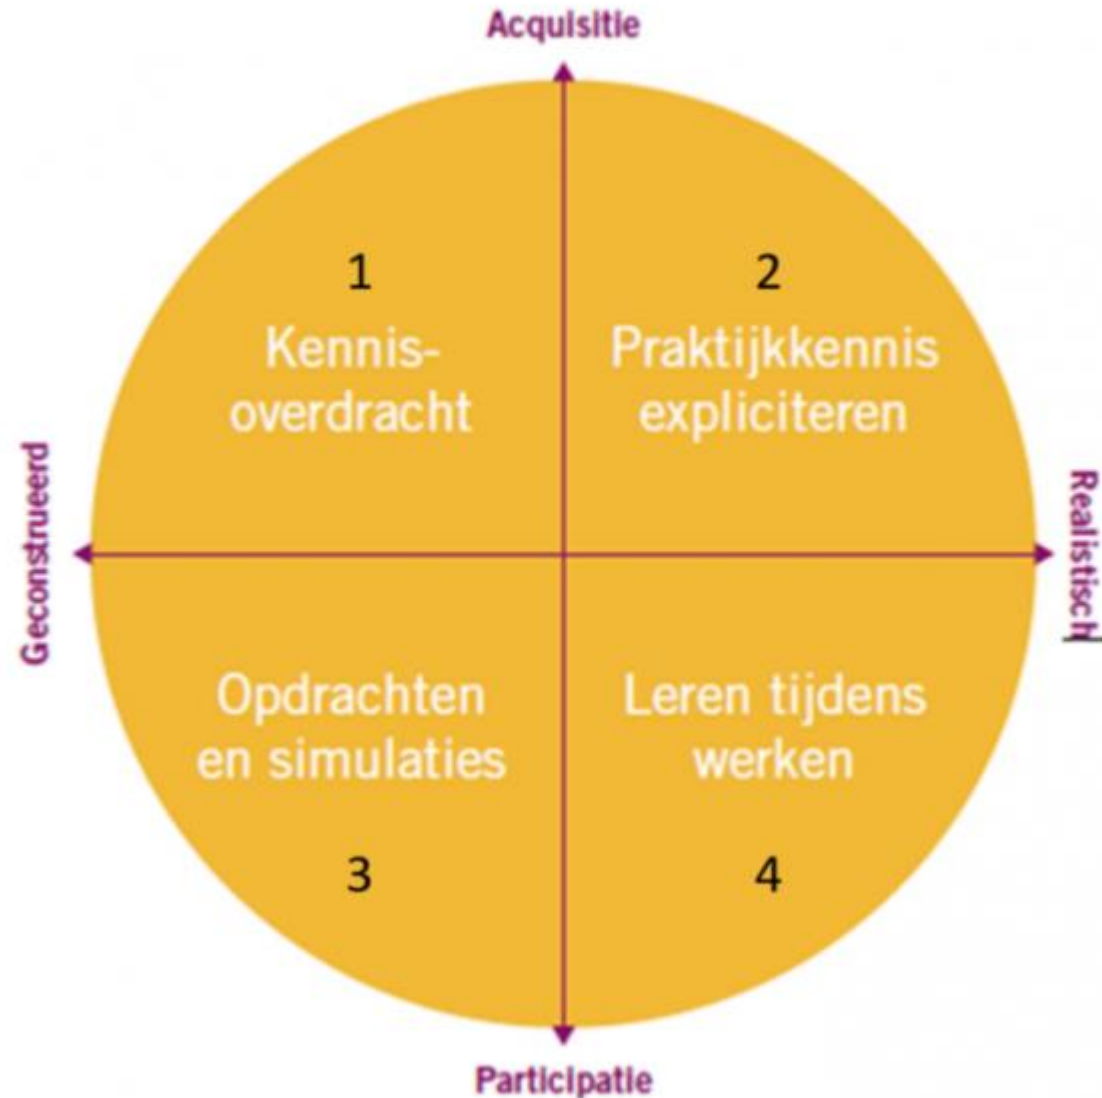 Acquisitie
1
2
Kennis-
overdracht
Praktijkkennis
expliciteren
Geconstrueerd
Realistisch
Opdrachten
en simulaties
Leren tijdens
werken
3
4
Participatie